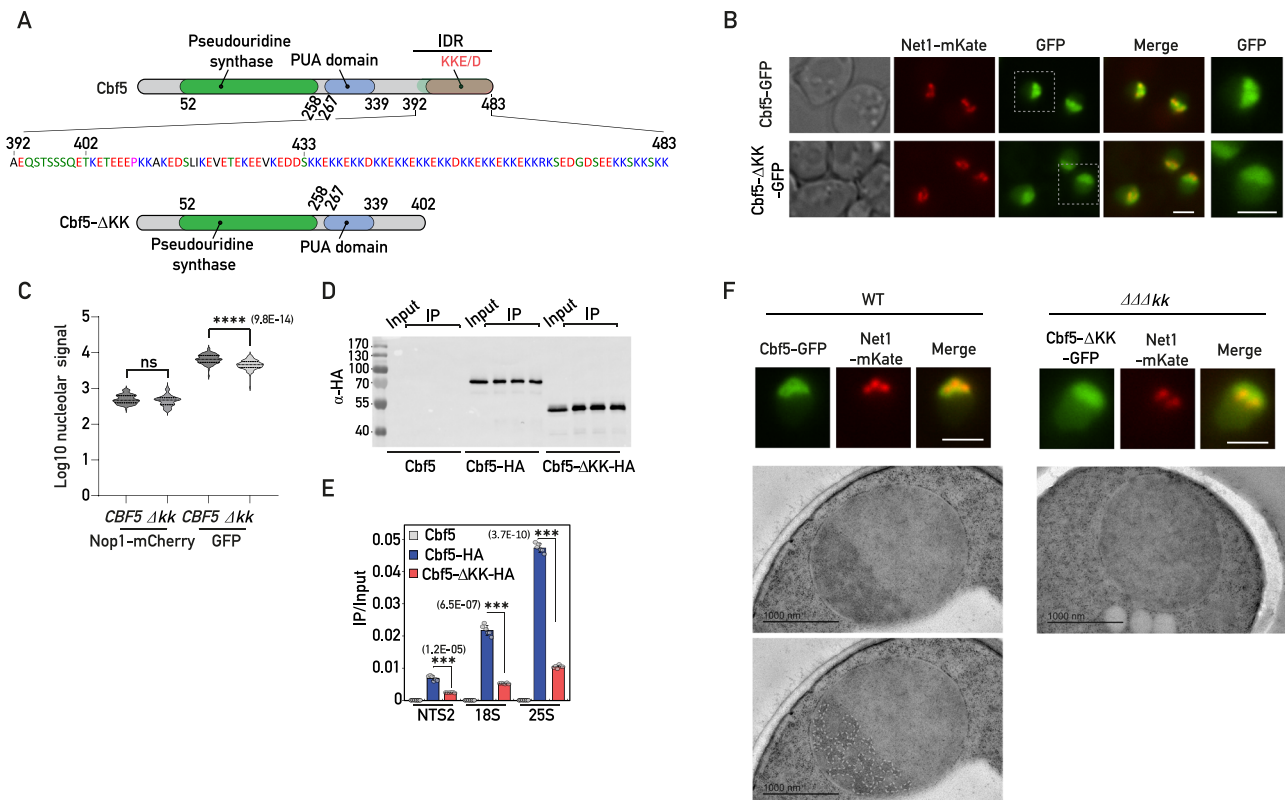 A
Pseudouridine
synthase
PUA domain
IDR
KKE/D
Cbf5
52
258
267
339
392
483
392
402
433
483
AEQSTSSSQETKETEEEPKKAKEDSLIKEVETEKEEVKEDDSKKEKKEKKDKKEKKEKKEKKEKKDKKEKKEKKEKKRKSEDGDSEEKKSKKSKK
52
258
267
339
402
Cbf5-ΔKK
Pseudouridine
synthase
PUA domain
B
Net1-mKate
GFP
Merge
GFP
Cbf5-GFP
Cbf5-ΔKK
-GFP
C
Log10 nucleolar signal
5
4
3
2
1
0
ns
**** (9,8E-14)
CBF5 Δkk CBF5 Δkk
Nop1-mCherry GFP
D
Input IP Input IP Input IP
α-HA
170
130
100
70
55
40
Cbf5 Cbf5-HA Cbf5-ΔKK-HA
E
IP/Input
0.05
0.04
0.03
0.02
0.01
0
Cbf5
Cbf5-HA
Cbf5-ΔKK-HA
(3.7E-10) ***
(6.5E-07) ***
(1.2E-05)
***
NTS2 18S 25S
F
WT
ΔΔΔkk
Cbf5-GFP
Net1
-mKate
Merge
Cbf5-ΔKK
-GFP
Net1
-mKate
Merge
1000 nm
1000 nm
1000 nm